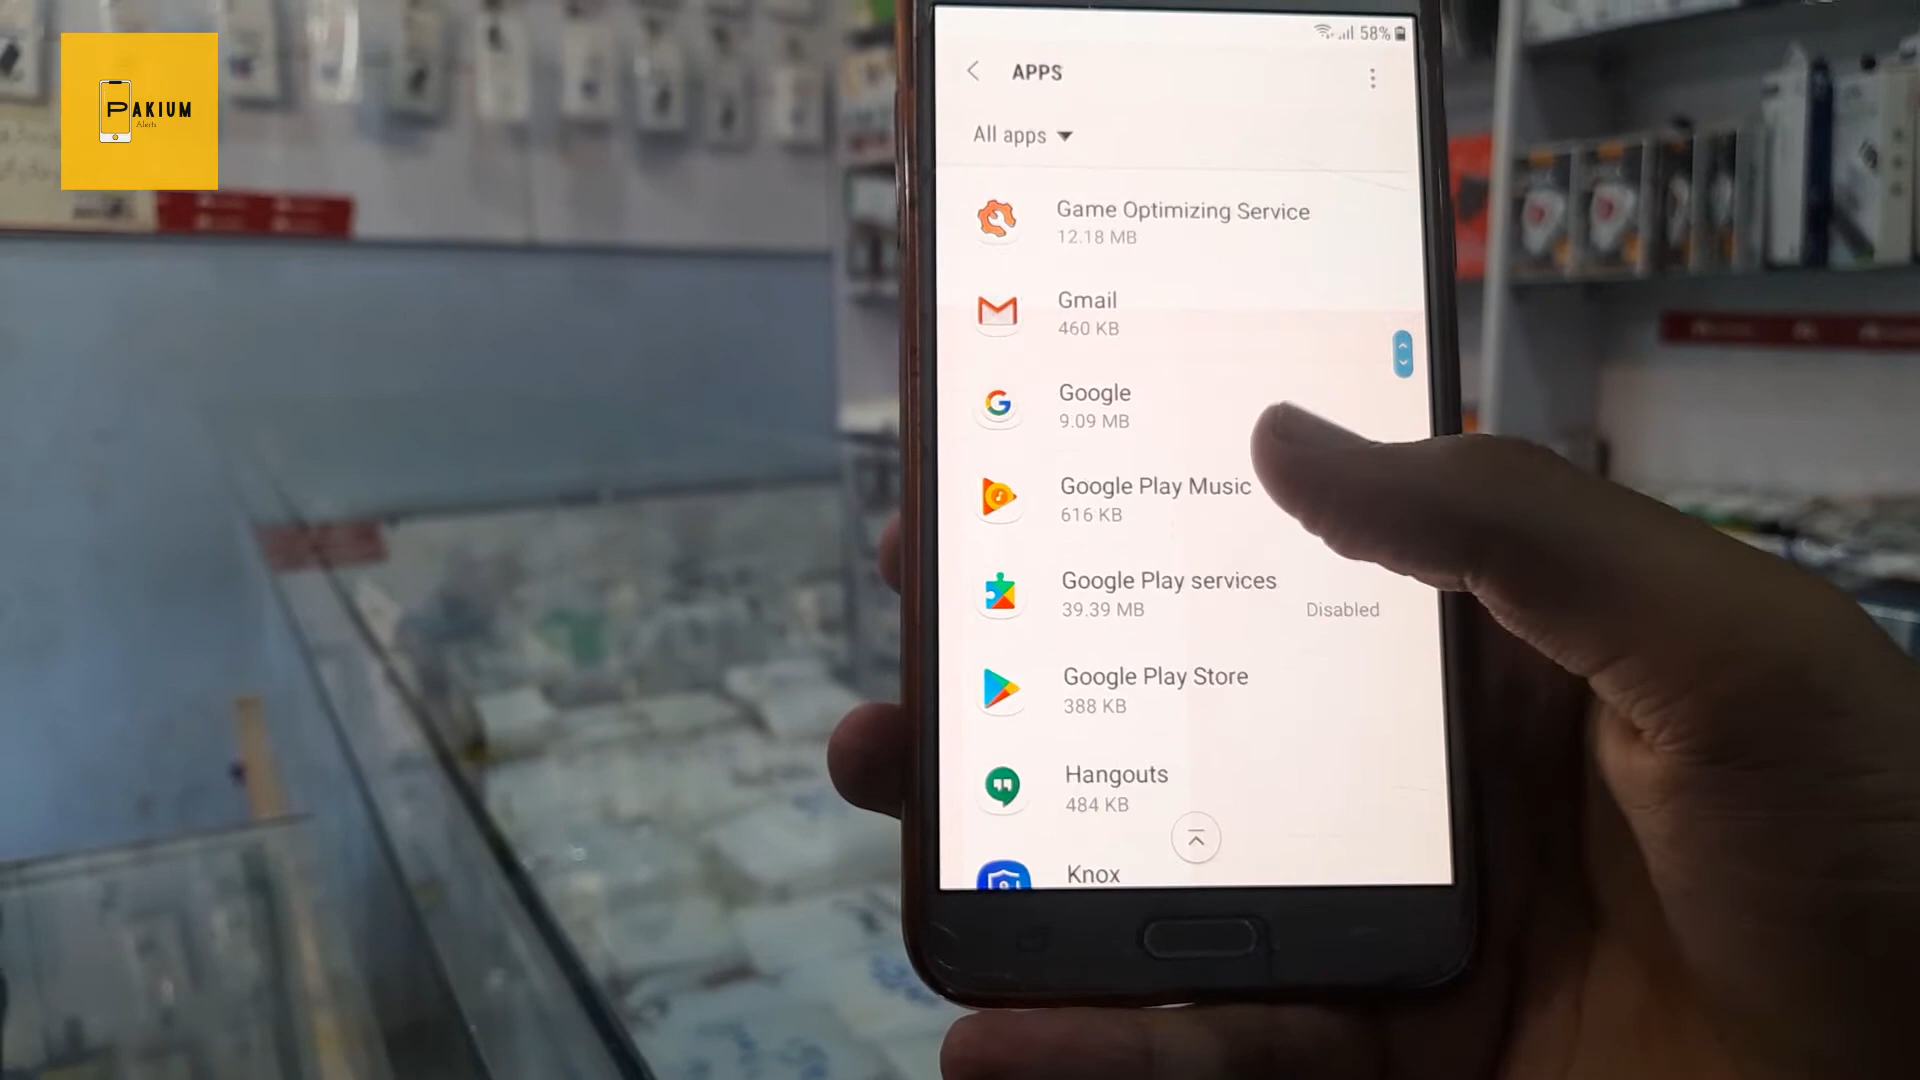 PAKIUM
Alerts
58%
APPS
All apps
Game Optimizing Service
12.18 MB
Gmail
460 KB
Google
9.09 MB
Google Play Music
616 KB
Google Play services
39.39 MB
Disabled
Google Play Store
388 KB
Hangouts
484 KB
Knox